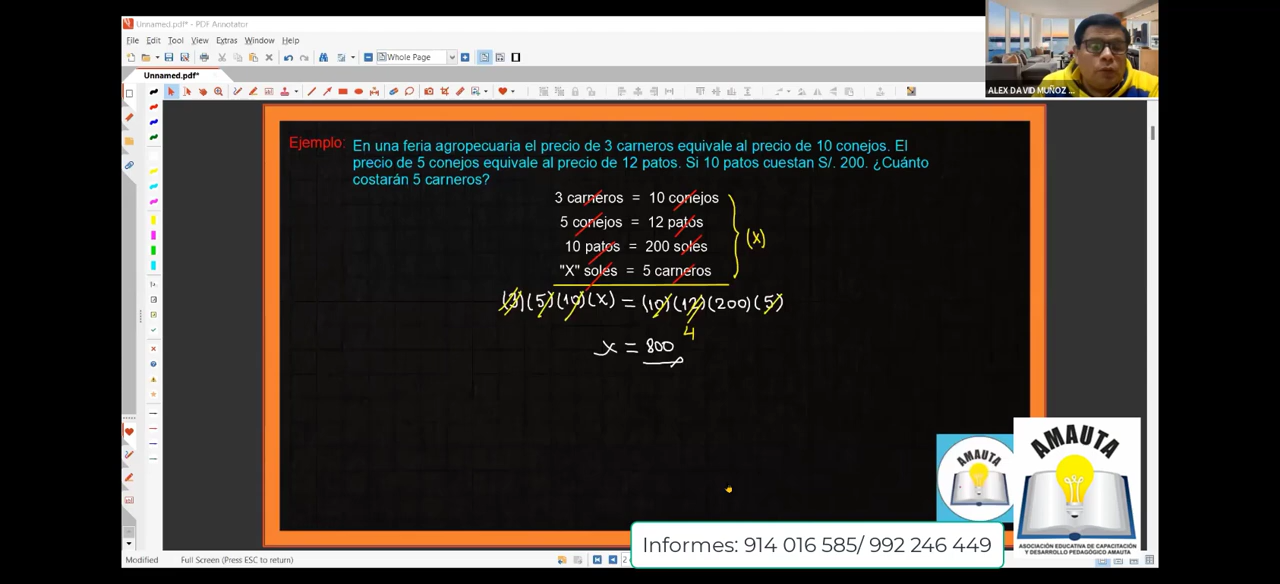 Unnamed.pdf* - PDF Annotator
File Edit Tool View Extras Window Help
Whole Page
Unnamed.pdf*
ALEX DAVID MUÑOZ ...
Ejemplo: En una feria agropecuaria el precio de 3 carneros equivale al precio de 10 conejos. El
precio de 5 conejos equivale al precio de 12 patos. Si 10 patos cuestan S/. 200. ¿Cuánto
costarán 5 carneros?
3 carneros = 10 conejos
5 conejos = 12 patos
10 patos = 200 soles
"X" soles = 5 carneros
(x)
(3)(5)(10)(x) = (10)(12)(200)(5)
4
x = 800
AMAUTA
AMAUTA
ASOCIACIÓN EDUCATIVA DE CAPACITACIÓN
Y DESARROLLO PEDAGÓGICO AMAUTA
Informes: 914 016 585/ 992 246 449
Modified Full Screen (Press ESC to return)
2